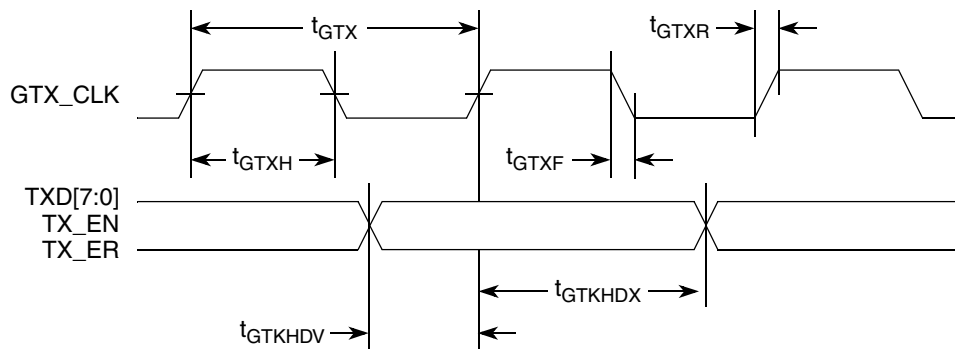 tGTX
tGTXR
GTX_CLK
tGTXH
tGTXF
TXD[7:0]
TX_EN
TX_ER
tGTKHDX
tGTKHDV